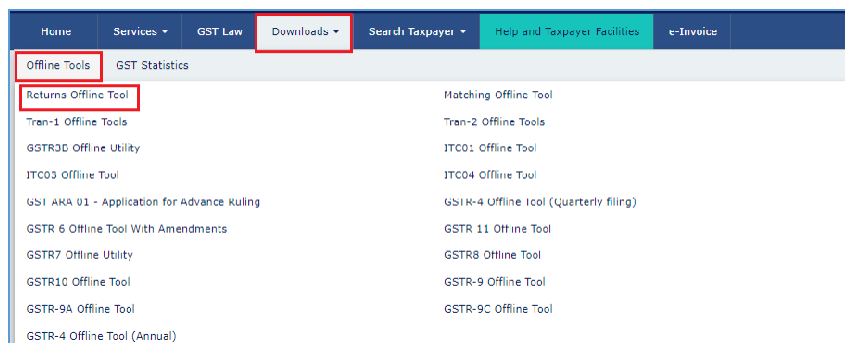 Home Services GST Law Downloads Search Taxpayer Help and Taxpayer Facilities e-Invoice
Offline Tools GST Statistics
Returns Offline Tool Matching Offline Tool
Tran-1 Offline Tools Tran-2 Offline Tools
GSTR3B Offline Utility ITC01 Offline Tool
ITC03 Offline Tool ITC04 Offline Tool
GST ARA 01 - Application for Advance Ruling GSTR-4 Offline Tool (Quarterly filing)
GSTR 6 Offline Tool With Amendments GSTR 11 Offline Tool
GSTR7 Offline Utility GSTR8 Offline Tool
GSTR10 Offline Tool GSTR-9 Offline Tool
GSTR-9A Offline Tool GSTR-9C Offline Tool
GSTR-4 Offline Tool (Annual)